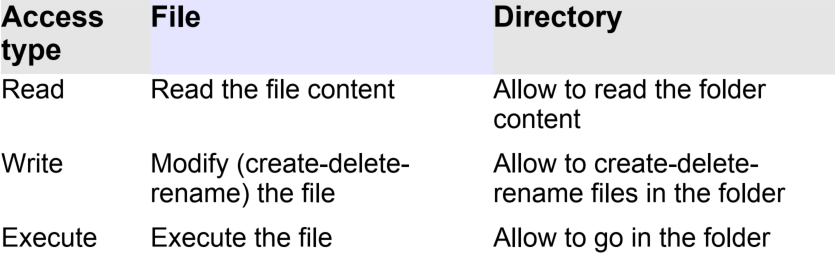 Access type File Directory
Read Read the file content Allow to read the folder content
Write Modify (create-delete-rename) the file Allow to create-delete-rename files in the folder
Execute Execute the file Allow to go in the folder